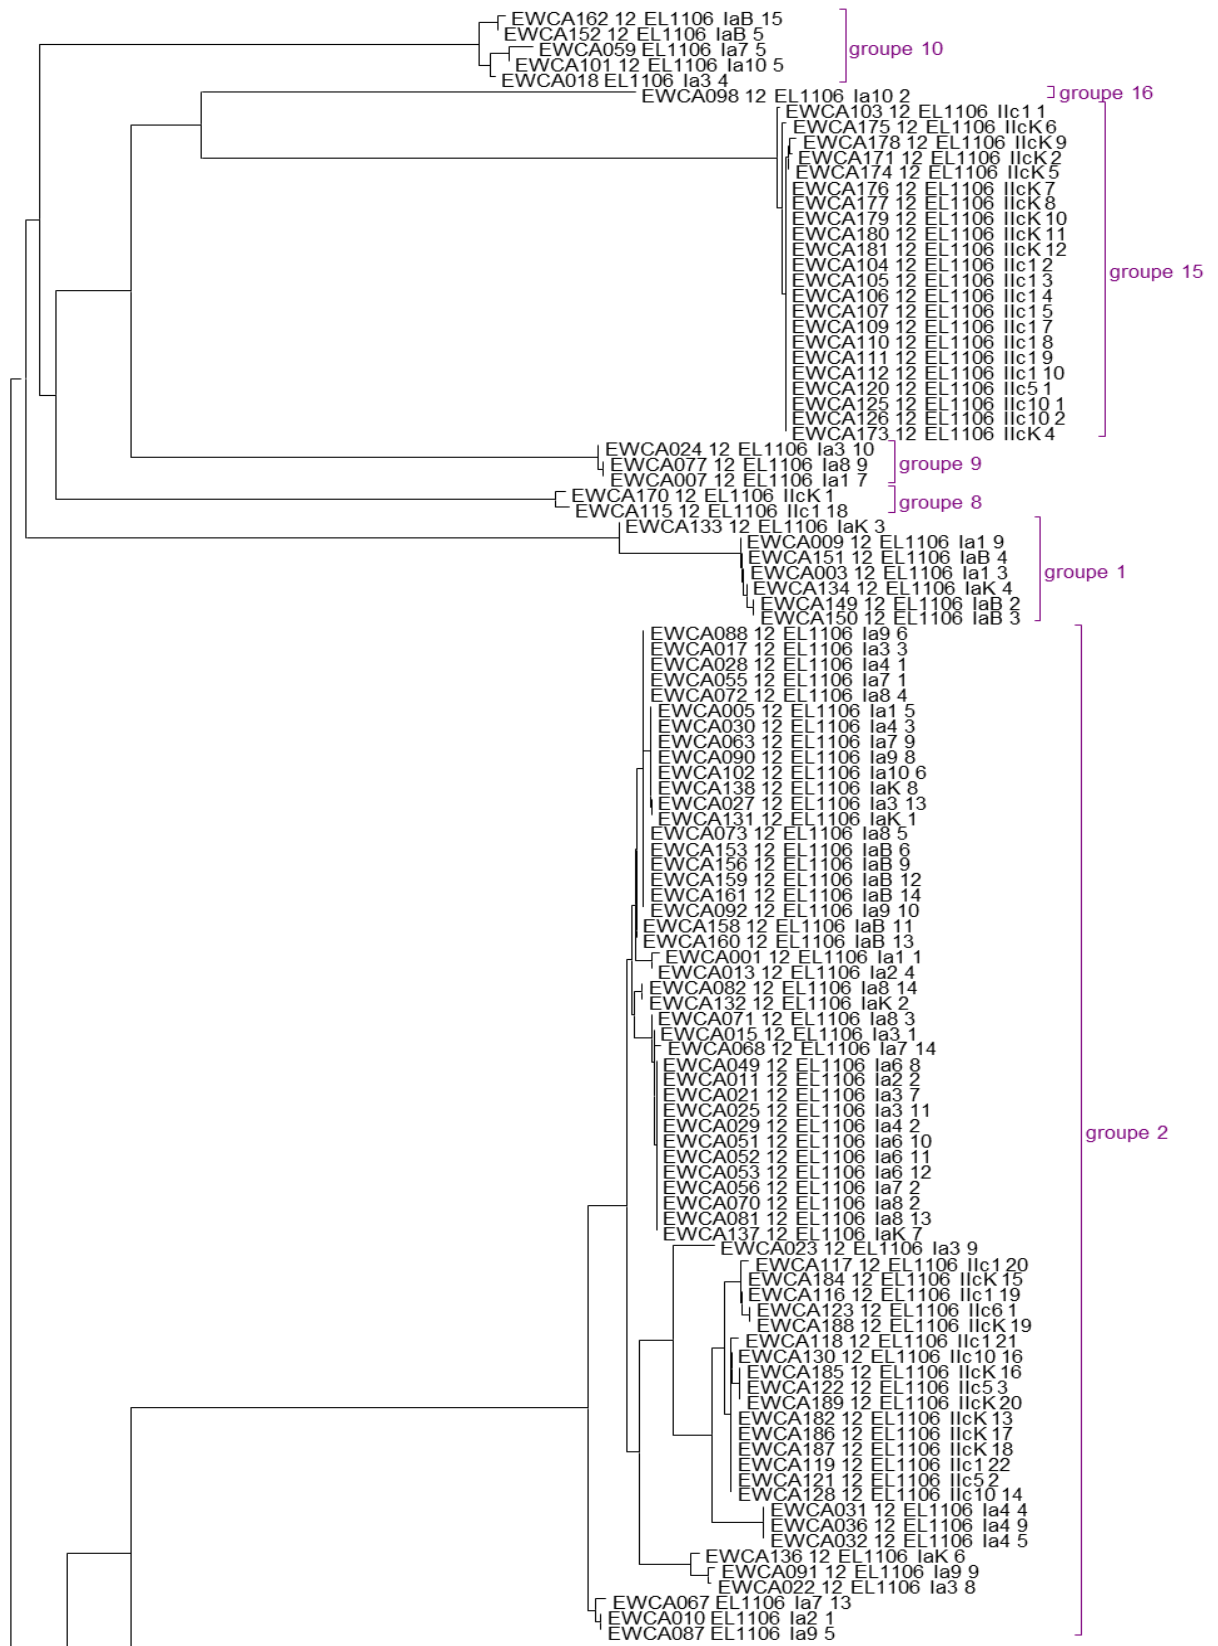 EWCA162 12 EL1106 IaB 15
EWCA152 12 EL1106 IaB 5
EWCA059 EL1106 Ia7 5
groupe 10
EWCA101 12 EL1106 Ia10 5
EWCA018 EL1106 Ia3 4
EWCA098 12 EL1106 Ia10 2
groupe 16
EWCA103 12 EL1106 IIc1 1
EWCA175 12 EL1106 IIcK 6
EWCA178 12 EL1106 IIcK 9
EWCA171 12 EL1106 IIcK 2
EWCA174 12 EL1106 IIcK 5
EWCA176 12 EL1106 IIcK 7
EWCA177 12 EL1106 IIcK 8
EWCA179 12 EL1106 IIcK 10
EWCA180 12 EL1106 IIcK 11
EWCA181 12 EL1106 IIcK 12
EWCA104 12 EL1106 IIc1 2
groupe 15
EWCA105 12 EL1106 IIc1 3
EWCA106 12 EL1106 IIc1 4
EWCA107 12 EL1106 IIc1 5
EWCA109 12 EL1106 IIc1 7
EWCA110 12 EL1106 IIc1 8
EWCA111 12 EL1106 IIc1 9
EWCA112 12 EL1106 IIc1 10
EWCA120 12 EL1106 IIc5 1
EWCA125 12 EL1106 IIc10 1
EWCA126 12 EL1106 IIc10 2
EWCA173 12 EL1106 IIcK 4
EWCA024 12 EL1106 Ia3 10
EWCA077 12 EL1106 Ia8 9
groupe 9
EWCA007 12 EL1106 Ia1 7
EWCA170 12 EL1106 IIcK 1
groupe 8
EWCA115 12 EL1106 IIc1 18
EWCA133 12 EL1106 IaK 3
EWCA009 12 EL1106 Ia1 9
EWCA151 12 EL1106 IaB 4
EWCA003 12 EL1106 Ia1 3
groupe 1
EWCA134 12 EL1106 IaK 4
EWCA149 12 EL1106 IaB 2
EWCA150 12 EL1106 IaB 3
EWCA088 12 EL1106 Ia9 6
EWCA017 12 EL1106 Ia3 3
EWCA028 12 EL1106 Ia4 1
EWCA055 12 EL1106 Ia7 1
EWCA072 12 EL1106 Ia8 4
EWCA005 12 EL1106 Ia1 5
EWCA030 12 EL1106 Ia4 3
EWCA063 12 EL1106 Ia7 9
EWCA090 12 EL1106 Ia9 8
EWCA102 12 EL1106 Ia10 6
EWCA138 12 EL1106 IaK 8
EWCA027 12 EL1106 Ia3 13
EWCA131 12 EL1106 IaK 1
EWCA073 12 EL1106 Ia8 5
EWCA153 12 EL1106 IaB 6
EWCA156 12 EL1106 IaB 9
EWCA159 12 EL1106 IaB 12
EWCA161 12 EL1106 IaB 14
EWCA092 12 EL1106 Ia9 10
EWCA158 12 EL1106 IaB 11
EWCA160 12 EL1106 IaB 13
EWCA001 12 EL1106 Ia1 1
EWCA013 12 EL1106 Ia2 4
EWCA082 12 EL1106 Ia8 14
EWCA132 12 EL1106 IaK 2
EWCA071 12 EL1106 Ia8 3
EWCA015 12 EL1106 Ia3 1
EWCA068 12 EL1106 Ia7 14
EWCA049 12 EL1106 Ia6 8
EWCA011 12 EL1106 Ia2 2
EWCA021 12 EL1106 Ia3 7
EWCA025 12 EL1106 Ia3 11
EWCA029 12 EL1106 Ia4 2
groupe 2
EWCA051 12 EL1106 Ia6 10
EWCA052 12 EL1106 Ia6 11
EWCA053 12 EL1106 Ia6 12
EWCA056 12 EL1106 Ia7 2
EWCA070 12 EL1106 Ia8 2
EWCA081 12 EL1106 Ia8 13
EWCA137 12 EL1106 IaK 7
EWCA023 12 EL1106 Ia3 9
EWCA117 12 EL1106 IIc1 20
EWCA184 12 EL1106 IIcK 15
EWCA116 12 EL1106 IIc1 19
EWCA123 12 EL1106 IIc6 1
EWCA188 12 EL1106 IIcK 19
EWCA118 12 EL1106 IIc1 21
EWCA130 12 EL1106 IIc10 16
EWCA185 12 EL1106 IIcK 16
EWCA122 12 EL1106 IIc5 3
EWCA189 12 EL1106 IIcK 20
EWCA182 12 EL1106 IIcK 13
EWCA186 12 EL1106 IIcK 17
EWCA187 12 EL1106 IIcK 18
EWCA119 12 EL1106 IIc1 22
EWCA121 12 EL1106 IIc5 2
EWCA128 12 EL1106 IIc10 14
EWCA031 12 EL1106 Ia4 4
EWCA036 12 EL1106 Ia4 9
EWCA032 12 EL1106 Ia4 5
EWCA136 12 EL1106 IaK 6
EWCA091 12 EL1106 Ia9 9
EWCA022 12 EL1106 Ia3 8
EWCA067 EL1106 Ia7 13
EWCA010 EL1106 Ia2 1
EWCA087 EL1106 Ia9 5